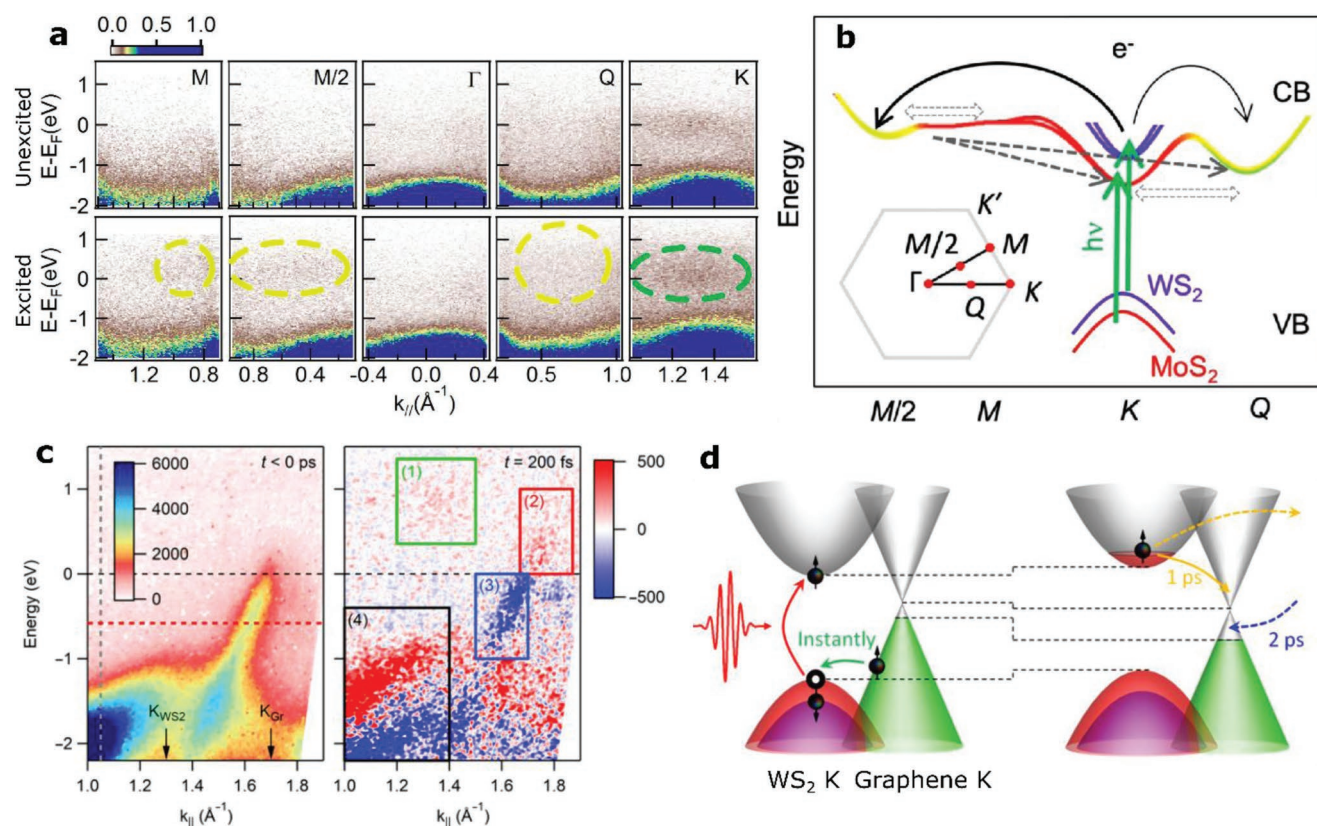 a
0.0 0.5 1.0
M M/2 Γ Q K
Unexcited
E-E_F(eV)
1
0
-1
-2
Excited
E-E_F(eV)
1
0
-1
-2
1.2 0.8 0.8 0.4 -0.4 0.0 0.4 0.6 1.0 1.2 1.4
k_//(Å⁻¹)
b
Energy
e⁻
CB
K'
M/2 M
Γ
Q K
hν
WS₂
VB
MoS₂
M/2 M K Q
c
6000
4000
2000
0
t < 0 ps
Energy (eV)
1
0
−1
−2
K_WS2
K_Gr
1.0 1.2 1.4 1.6 1.8
k_|| (Å⁻¹)
t = 200 fs
(1)
(2)
(3)
(4)
500
0
−500
1.0 1.2 1.4 1.6 1.8
k_|| (Å⁻¹)
d
Instantly
1 ps
2 ps
WS₂ K Graphene K